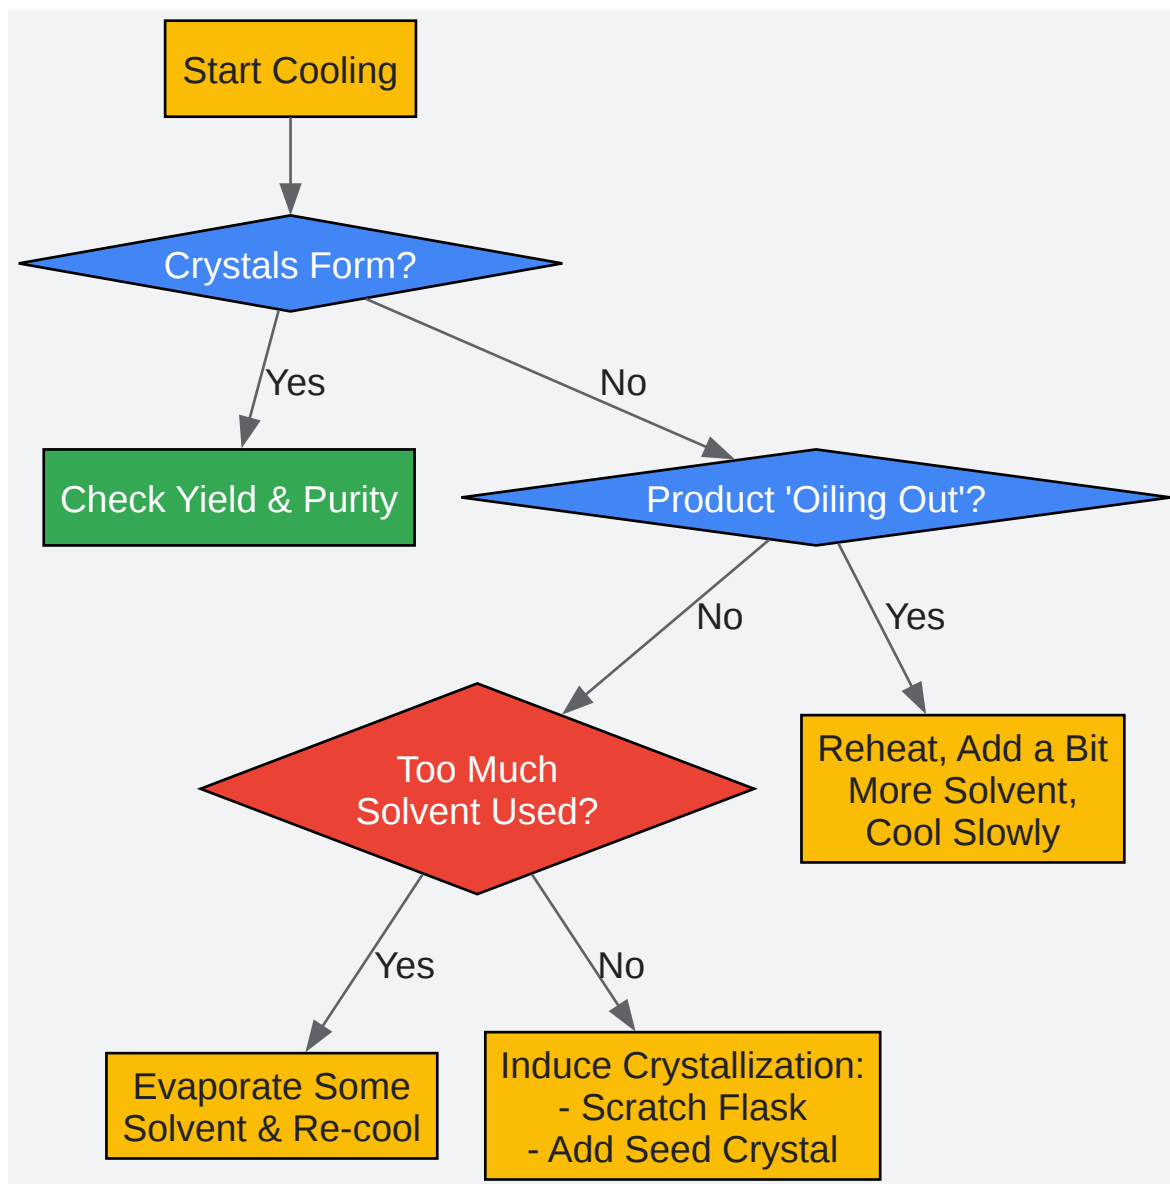 Start Cooling
Crystals Form?
Yes
No
Check Yield & Purity
Product 'Oiling Out'?
No
Yes
Too Much
Solvent Used?
Reheat, Add a Bit
More Solvent,
Cool Slowly
Yes
No
Evaporate Some
Solvent & Re-cool
Induce Crystallization:
- Scratch Flask
- Add Seed Crystal